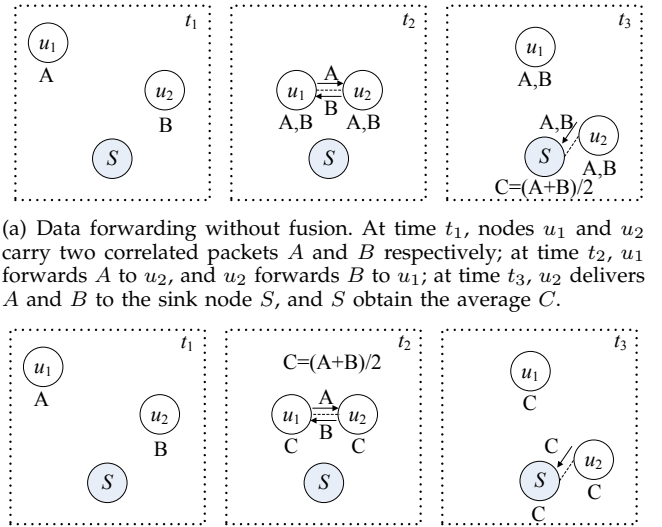 t1 t2 t3
u1 A u2 B S
A u1 u2 B A,B A,B S
u1 A,B A,B u2 S A,B C=(A+B)/2
(a) Data forwarding without fusion. At time t1, nodes u1 and u2
carry two correlated packets A and B respectively; at time t2, u1
forwards A to u2, and u2 forwards B to u1; at time t3, u2 delivers
A and B to the sink node S, and S obtain the average C.
t1 t2 t3
u1 A u2 B S
C=(A+B)/2 A u1 u2 B C C S
u1 C C u2 S C C